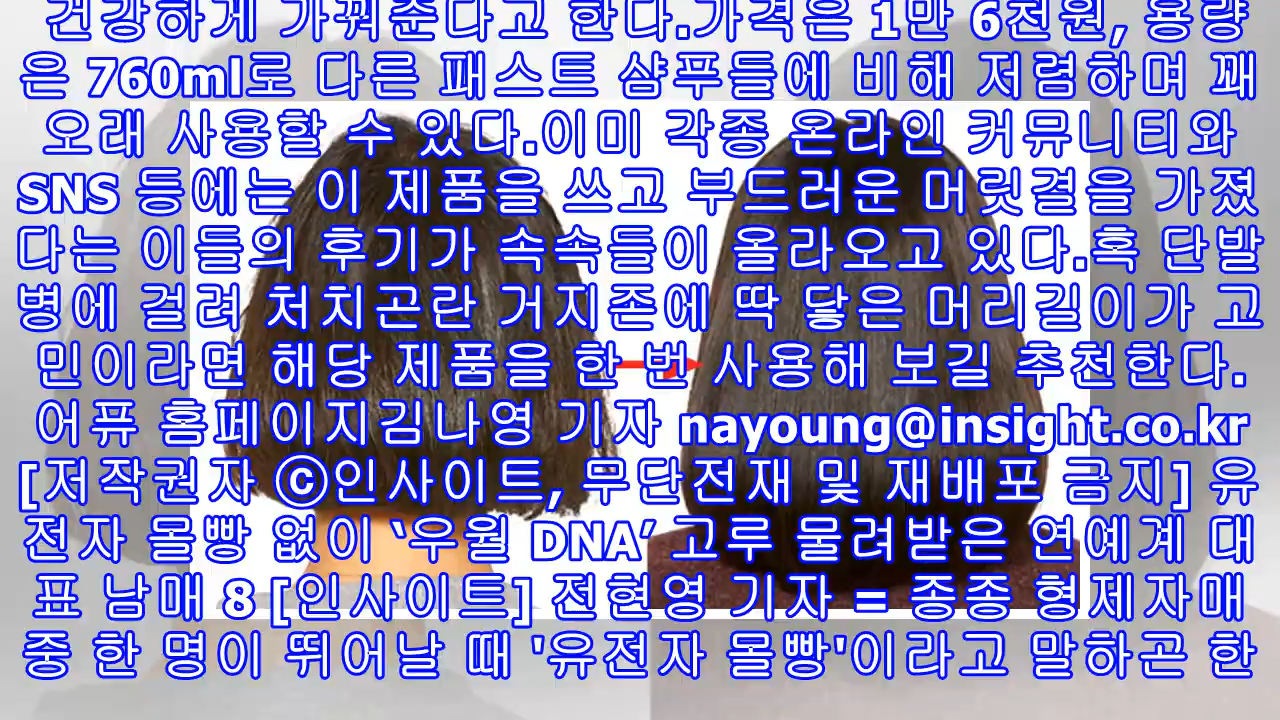 건강하게 가꿔준다고 한다.가격은 1만 6천원, 용량
은 760ml로 다른 패스트 샴푸들에 비해 저렴하며 꽤
오래 사용할 수 있다.이미 각종 온라인 커뮤니티와
SNS 등에는 이 제품을 쓰고 부드러운 머릿결을 가졌
다는 이들의 후기가 속속들이 올라오고 있다.혹 단발
병에 걸려 처치곤란 거지존에 딱 닿은 머리길이가 고
민이라면 해당 제품을 한 번 사용해 보길 추천한다.
어퓨 홈페이지김나영 기자 nayoung@insight.co.kr
[저작권자 ⓒ인사이트, 무단전재 및 재배포 금지] 유
전자 몰빵 없이 ‘우월 DNA’ 고루 물려받은 연예계 대
표 남매 8 [인사이트] 전현영 기자 = 종종 형제자매
중 한 명이 뛰어날 때 '유전자 몰빵'이라고 말하곤 한